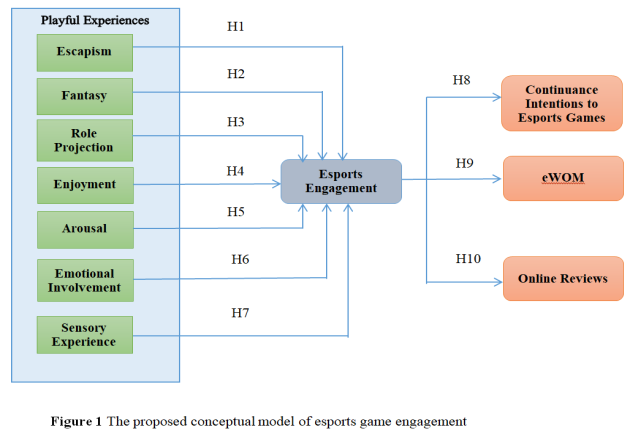 Playful Experiences
Escapism
H1
Fantasy
H2
Role
Projection
H3
Enjoyment
H4
Arousal
H5
Emotional
Involvement
H6
Sensory
Experience
H7
Esports
Engagement
H8
Continuance
Intentions to
Esports Games
H9
eWOM
H10
Online Reviews
Figure 1 The proposed conceptual model of esports game engagement